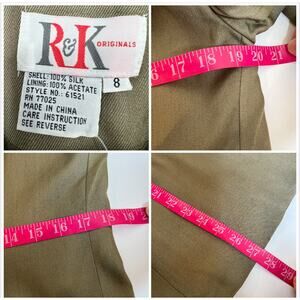 R&K ORIGINALS
8
SHELL: 100% SILK
LINING: 100% ACETATE
STYLE NO.: 61521
RN 77025
MADE IN CHINA
CARE INSTRUCTION
SEE REVERSE
16 17 18 19 20 21
14 15 16 17 18 19
21 22 23 24 25 26 27 28 29